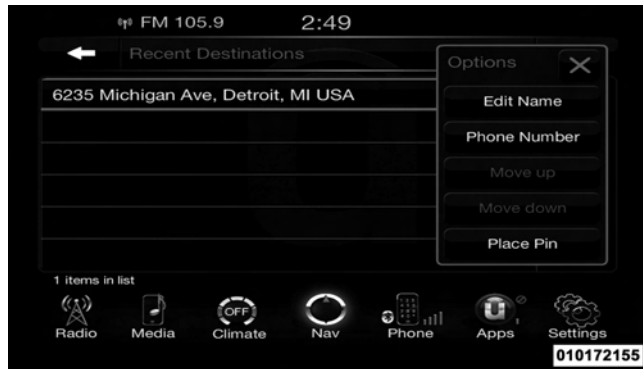 FM 105.9 2:49
Recent Destinations
Options
6235 Michigan Ave, Detroit, MI USA
Edit Name
Phone Number
Move up
Move down
Place Pin
1 items in list
OFF
Radio Media Climate Nav Phone Apps Settings
010172155